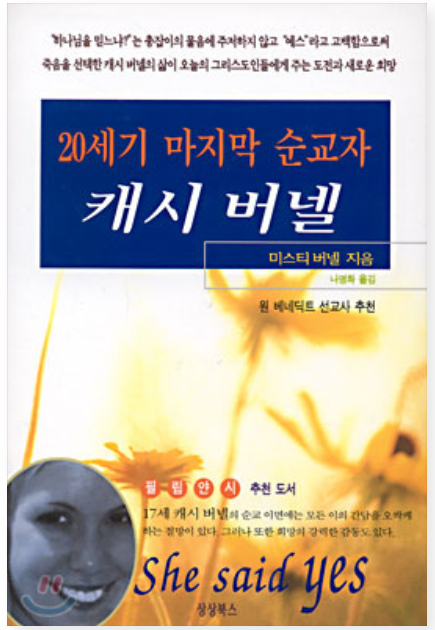 "하나님을 믿느냐?"는 총잡이의 물음에 주저하지 않고 "예스"라고 고백함으로써
죽음을 선택한 캐시 버넬의 삶이 오늘의 그리스도인들에게 주는 도전과 새로운 희망
20세기 마지막 순교자
캐시 버넬
미스티 버넬 지음
나명화 옮김
원 베네딕트 선교사 추천
필립얀시 추천 도서
17세 캐시 버넬의 순교 이면에는 모든 이의 간담을 오싹케
하는 절망이 있다. 그러나 또한 희망의 강력한 감동도 있다.
She said yes
상상북스